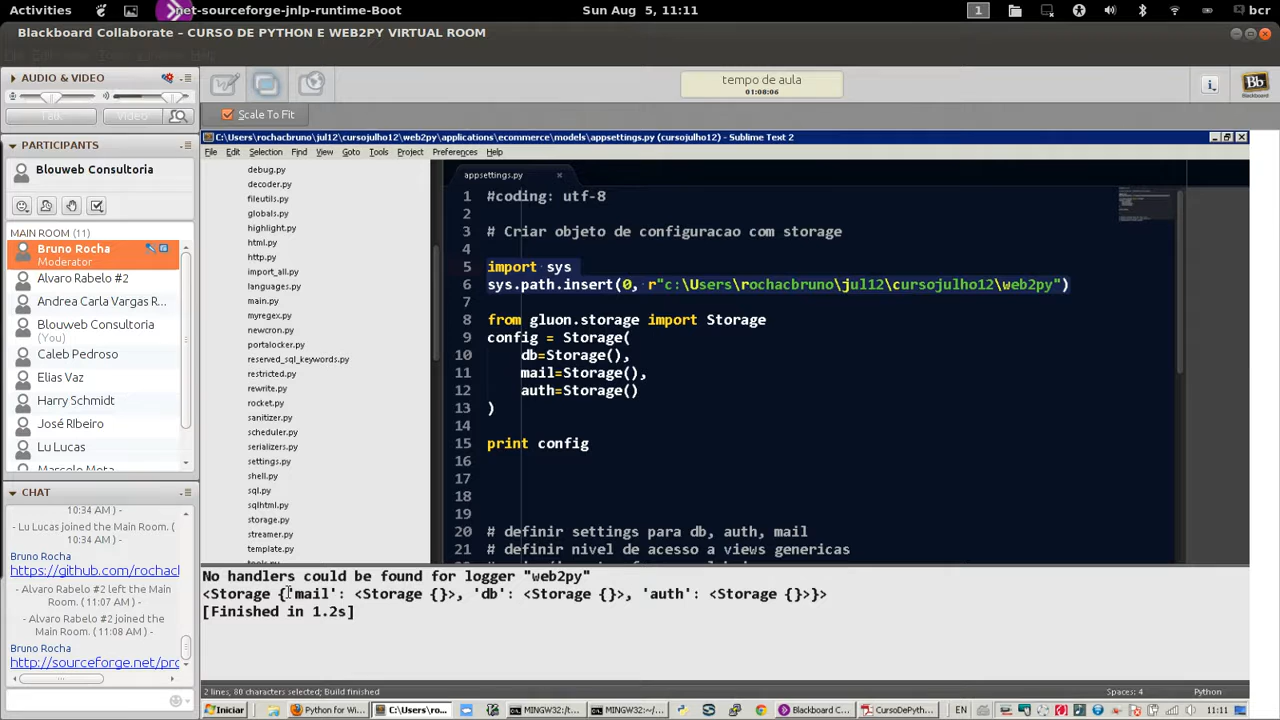 Activities
net-sourceforge-jnlp-runtime-Boot
Sun Aug 5, 11:11
1
bcr
Blackboard Collaborate – CURSO DE PYTHON E WEB2PY VIRTUAL ROOM
AUDIO & VIDEO
Talk
Video
PARTICIPANTS
Blouweb Consultoria
MAIN ROOM (11)
Bruno Rocha
Moderator
Alvaro Rabelo #2
Andrea Carla Vargas R...
Blouweb Consultoria
(You)
Caleb Pedroso
Elias Vaz
Harry Schmidt
José RIbeiro
Lu Lucas
Marcelo Mota
CHAT
10:34 AM ) -
- Lu Lucas joined the Main Room. (
10:34 AM ) -
Bruno Rocha
https://github.com/rochacl
- Alvaro Rabelo #2 left the Main
Room. ( 11:07 AM ) -
- Alvaro Rabelo #2 joined the Main
Room. ( 11:08 AM ) -
Bruno Rocha
http://sourceforge.net/pro
tempo de aula
01:08:06
Bb
Blackboard
Scale To Fit
C:\Users\rochacbruno\jul12\cursojulho12\web2py\applications\ecommerce\models\appsettings.py (cursojulho12) - Sublime Text 2
File Edit Selection Find View Goto Tools Project Preferences Help
debug.py
decoder.py
fileutils.py
globals.py
highlight.py
html.py
http.py
import_all.py
languages.py
main.py
myregex.py
newcron.py
portalocker.py
reserved_sql_keywords.py
restricted.py
rewrite.py
rocket.py
sanitizer.py
scheduler.py
serializers.py
settings.py
shell.py
sql.py
sqlhtml.py
storage.py
streamer.py
template.py
tools.py
appsettings.py
1 #coding: utf-8
2
3 # Criar objeto de configuracao com storage
4
5 import sys
6 sys.path.insert(0, r"c:\Users\rochacbruno\jul12\cursojulho12\web2py")
7
8 from gluon.storage import Storage
9 config = Storage(
10 db=Storage(),
11 mail=Storage(),
12 auth=Storage()
13 )
14
15 print config
16
17
18
19
20 # definir settings para db, auth, mail
21 # definir nivel de acesso a views genericas
No handlers could be found for logger "web2py"
<Storage {'mail': <Storage {}>, 'db': <Storage {}>, 'auth': <Storage {}>}>
[Finished in 1.2s]
2 lines, 80 characters selected; Build finished
Spaces: 4
Python
Iniciar
Python for Wi...
C:\Users\ro...
MINGW32:/t...
MINGW32:~/...
Blackboard C...
CursoDePyth...
EN
11:11